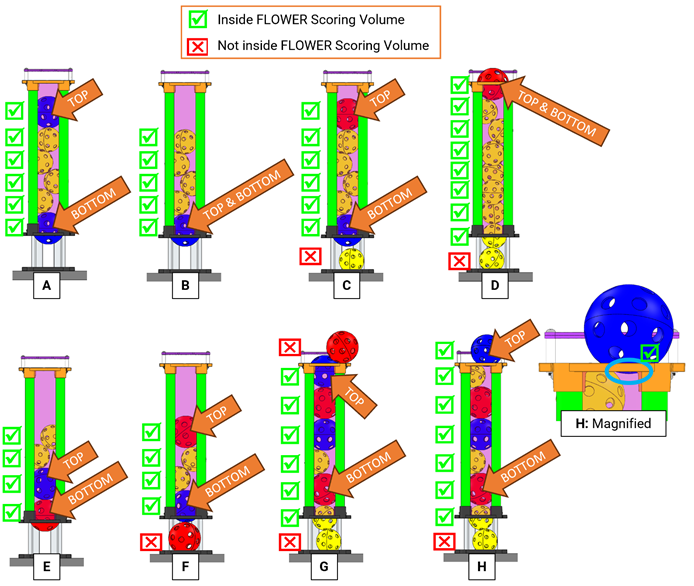 Inside FLOWER Scoring Volume
Not inside FLOWER Scoring Volume
TOP
BOTTOM
A
TOP & BOTTOM
B
TOP
BOTTOM
C
TOP & BOTTOM
D
TOP
BOTTOM
E
TOP
BOTTOM
F
TOP
BOTTOM
G
TOP
BOTTOM
H
H: Magnified